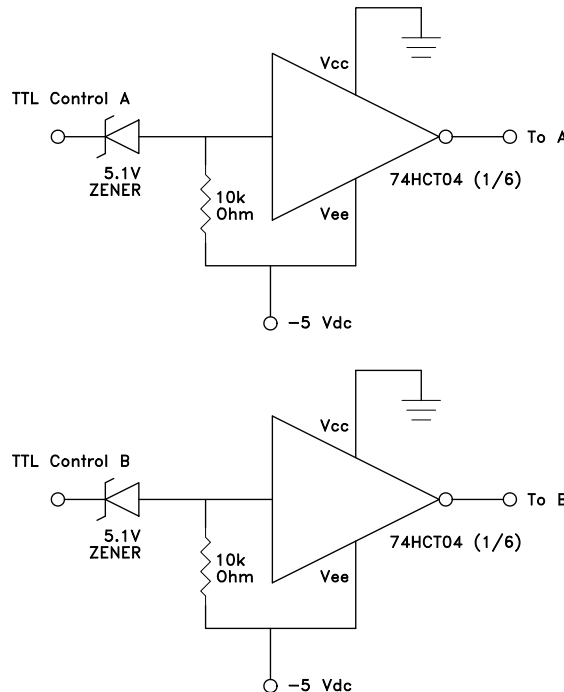 Vcc
TTL Control A
To A
5.1V
ZENER
10k
Ohm
74HCT04 (1/6)
Vee
-5 Vdc
Vcc
TTL Control B
To B
5.1V
ZENER
10k
Ohm
74HCT04 (1/6)
Vee
-5 Vdc